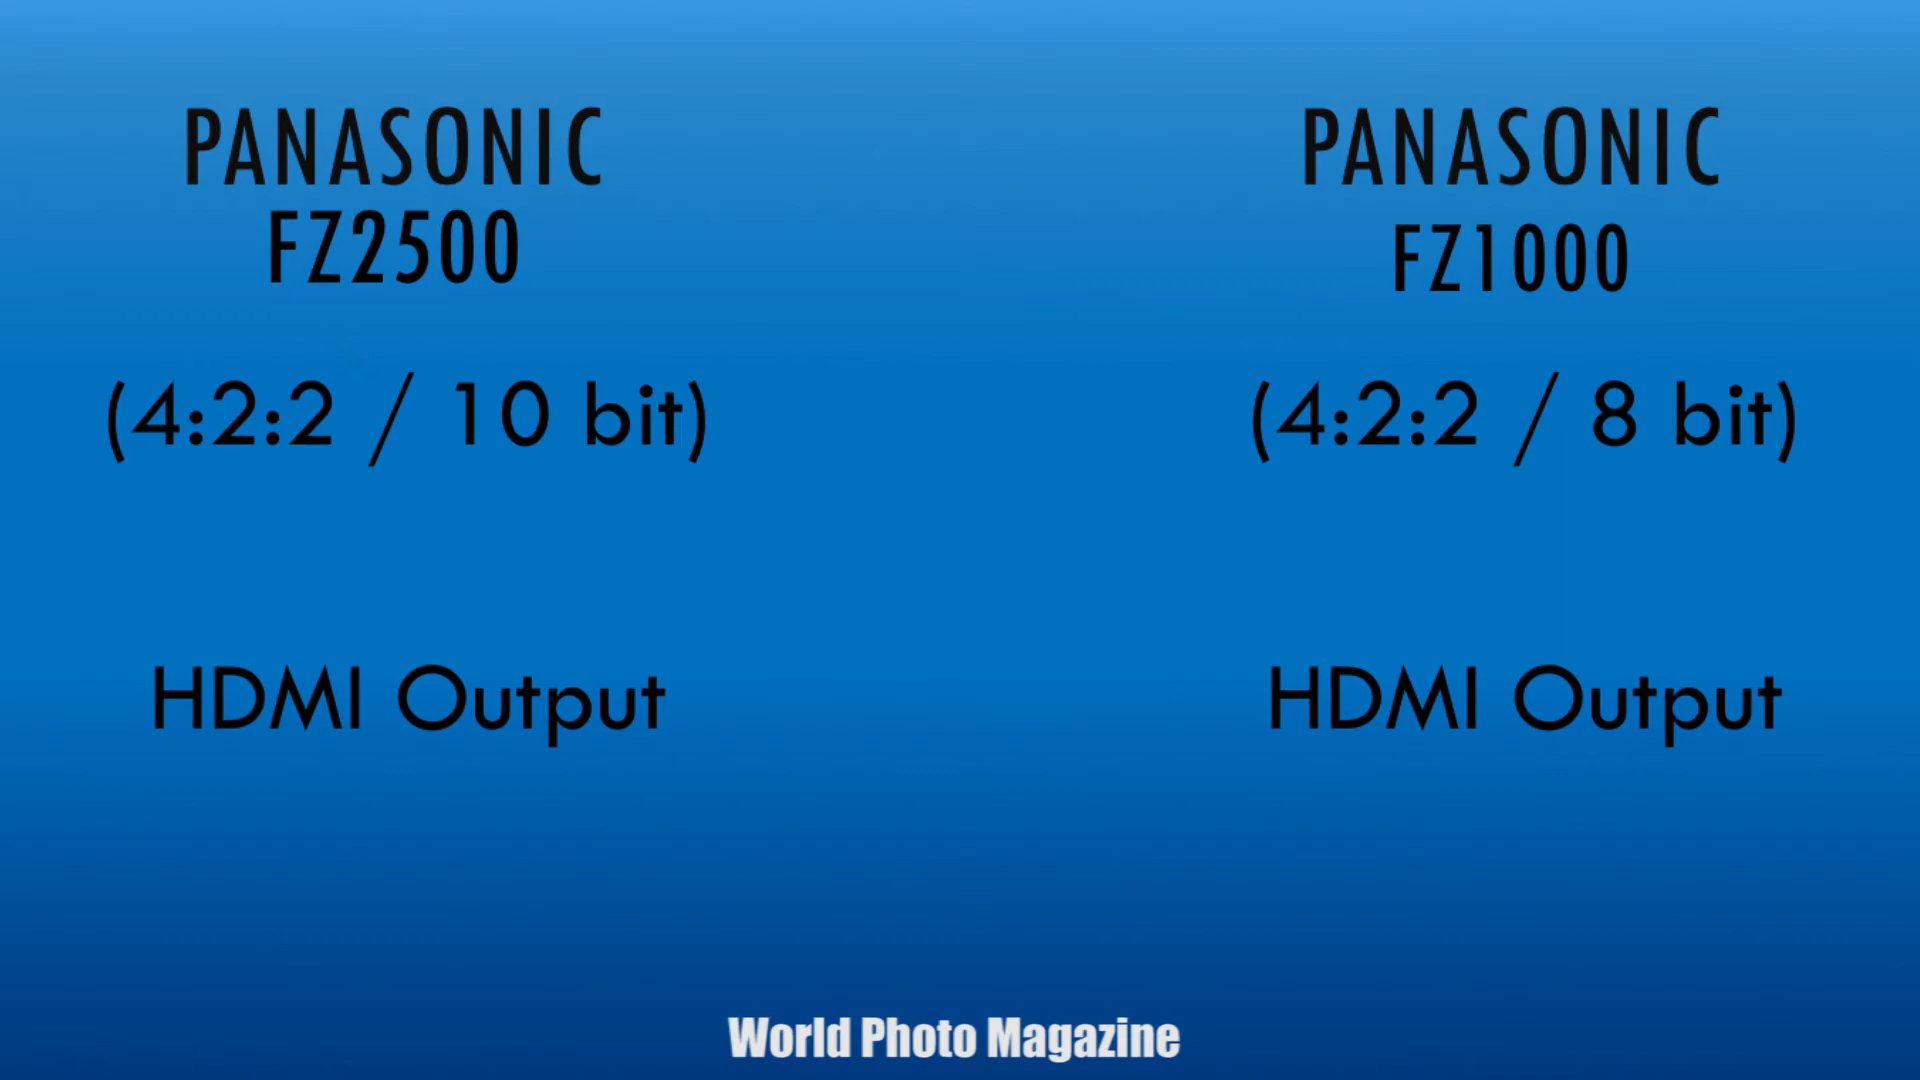 PANASONIC
FZ2500
(4:2:2 / 10 bit)
HDMI Output
PANASONIC
FZ1000
(4:2:2 / 8 bit)
HDMI Output
World Photo Magazine